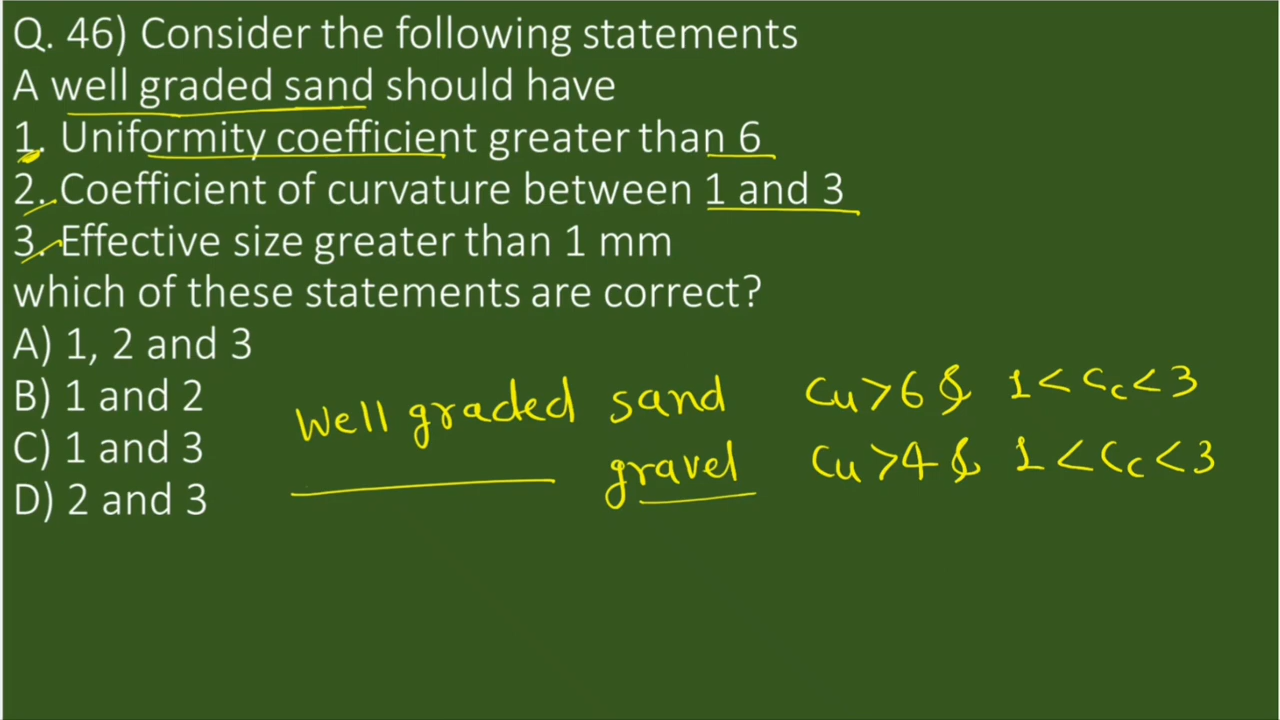 Q. 46) Consider the following statements
A well graded sand should have
1. Uniformity coefficient greater than 6
2. Coefficient of curvature between 1 and 3
3. Effective size greater than 1 mm
which of these statements are correct?
A) 1, 2 and 3
B) 1 and 2
C) 1 and 3
D) 2 and 3
Well graded sand Cu>6 & 1<Cc<3
gravel Cu>4 & 1<Cc<3